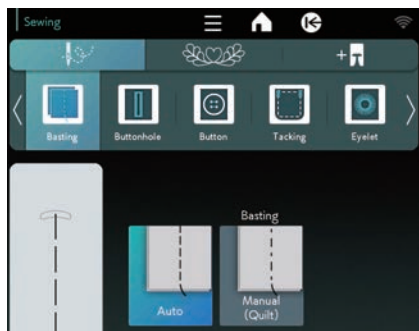 Sewing
+
Basting
Buttonhole
Button
Tacking
Eyelet
Basting
Auto
Manual
(Quilt)